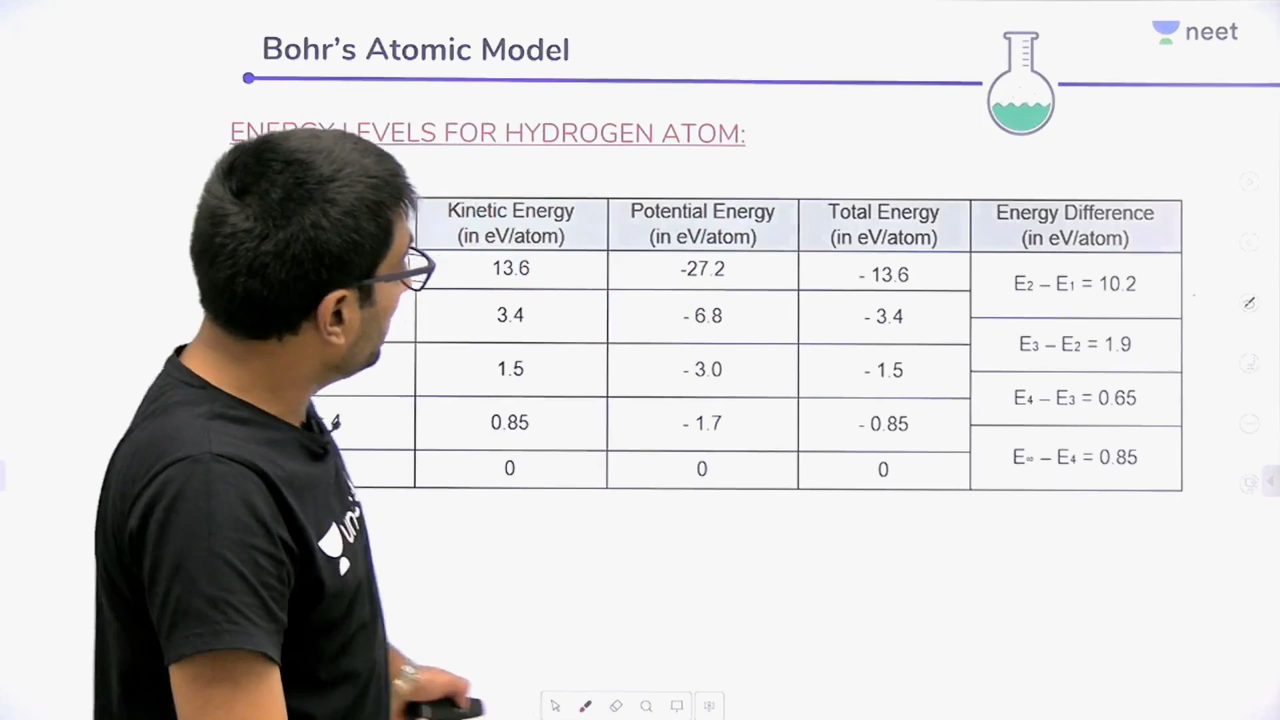 Bohr's Atomic Model
neet
ENERGY LEVELS FOR HYDROGEN ATOM:
Kinetic Energy (in eV/atom) Potential Energy (in eV/atom) Total Energy (in eV/atom) Energy Difference (in eV/atom)
13.6 -27.2 - 13.6 E2 – E1 = 10.2
3.4 - 6.8 - 3.4 E3 – E2 = 1.9
1.5 - 3.0 - 1.5 E4 – E3 = 0.65
4 0.85 - 1.7 - 0.85 E∞ – E4 = 0.85
0 0 0